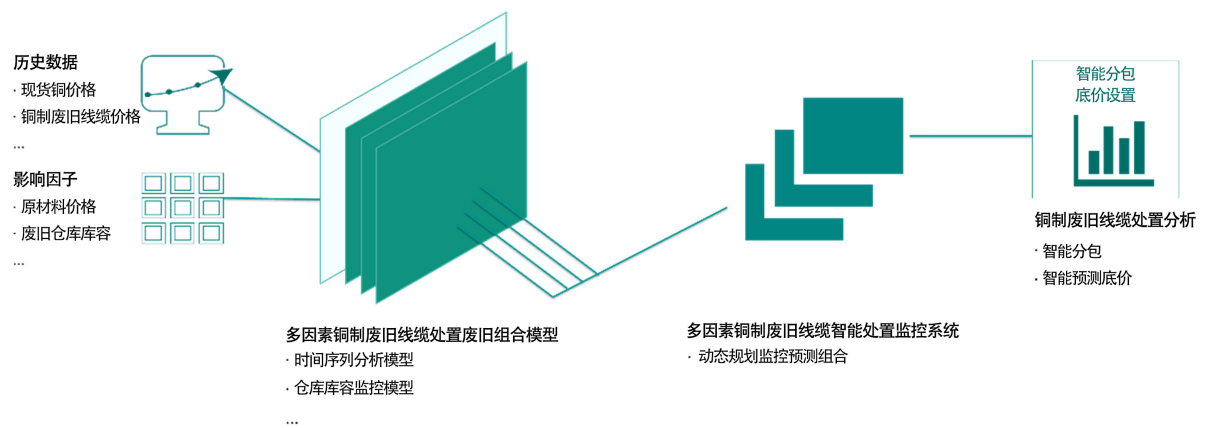 历史数据
· 现货铜价格
· 铜制废旧线缆价格
...
影响因子
· 原材料价格
· 废旧仓库库容
...
多因素铜制废旧线缆处置废旧组合模型
· 时间序列分析模型
· 仓库库容监控模型
...
多因素铜制废旧线缆智能处置监控系统
· 动态规划监控预测组合
智能分包
底价设置
铜制废旧线缆处置分析
· 智能分包
· 智能预测底价